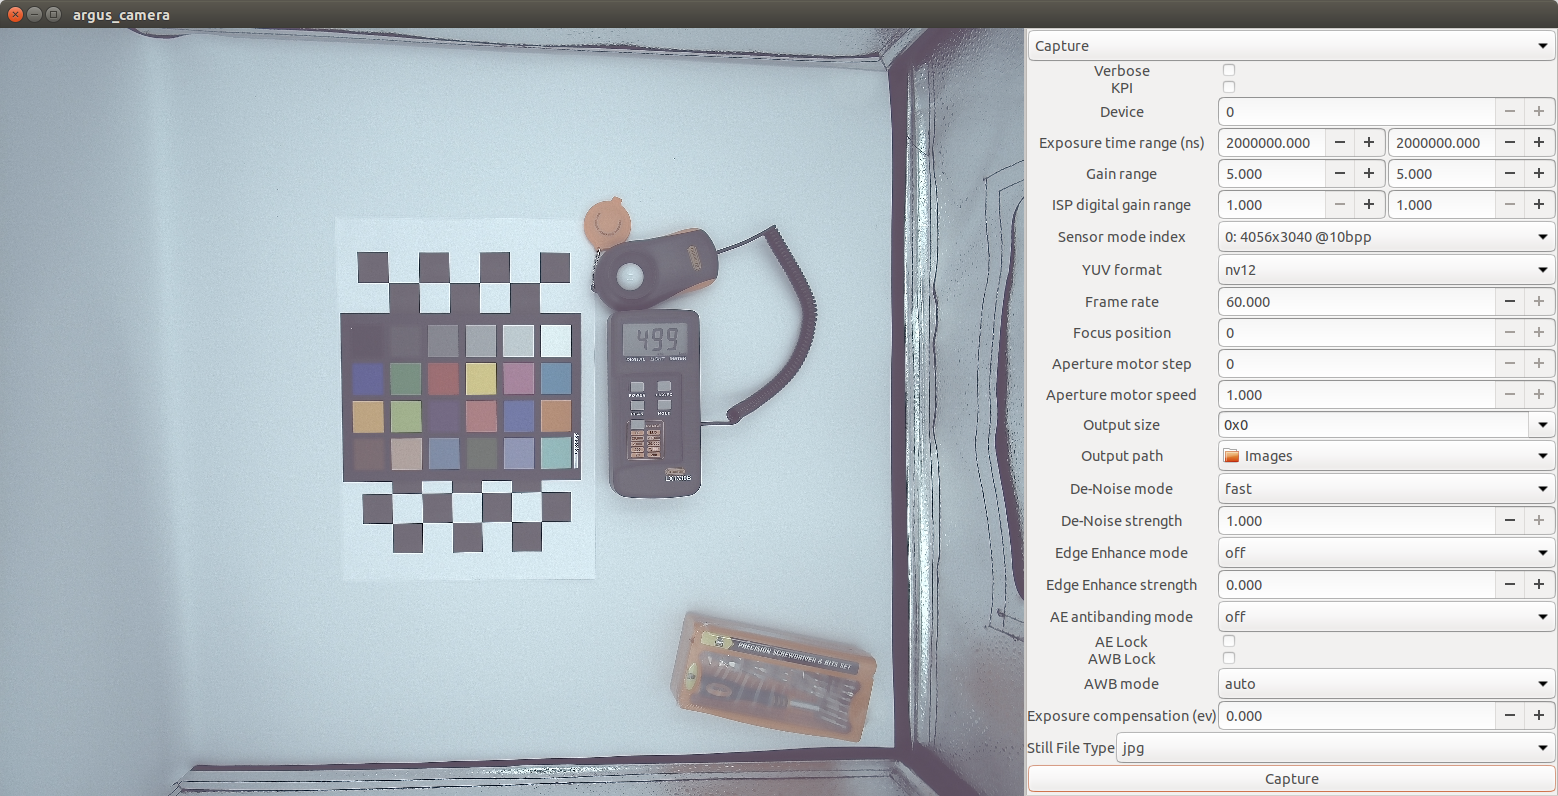 argus_camera
Capture
Verbose
KPI
Device 0
Exposure time range (ns) 2000000.000 2000000.000
Gain range 5.000 5.000
ISP digital gain range 1.000 1.000
Sensor mode index 0: 4056x3040 @10bpp
YUV format nv12
Frame rate 60.000
Focus position 0
Aperture motor step 0
Aperture motor speed 1.000
Output size 0x0
Output path Images
De-Noise mode fast
De-Noise strength 1.000
Edge Enhance mode off
Edge Enhance strength 0.000
AE antibanding mode off
AE Lock
AWB Lock
AWB mode auto
Exposure compensation (ev) 0.000
Still File Type jpg
Capture
499
DIGITAL LIGHT METER
POWER
HOLD
PRECISION SCREWDRIVER & BITS SET